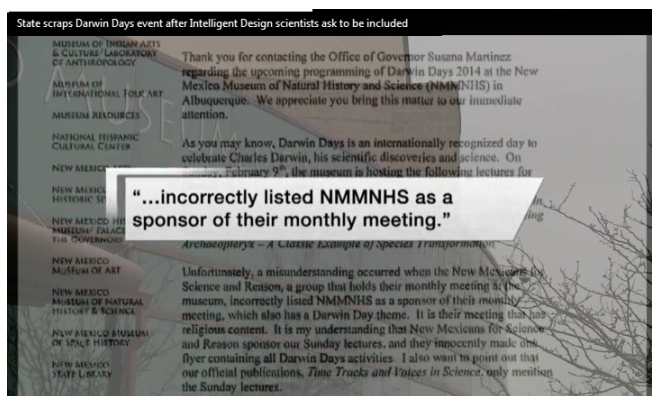 State scraps Darwin Days event after Intelligent Design scientists ask to be included
MUSEUM OF INDIAN ARTS
& CULTURE/LABORATORY
OF ANTHROPOLOGY
MUSEUM OF
INTERNATIONAL FOLK ART
MUSEUM RESOURCES
NATIONAL HISPANIC
CULTURAL CENTER
NEW MEXICO
NEW MEXICO
HISTORIC
NEW MEXICO
MUSEUM/ PALACE
THE GOVERNORS
NEW MEXICO
MUSEUM OF ART
NEW MEXICO
MUSEUM OF NATURAL
HISTORY & SCIENCE
NEW MEXICO MUSEUM
OF SPACE HISTORY
NEW MEXICO
STATE LIBRARY
MUSEUM
Thank you for contacting the Office of Governor Susana Martinez
regarding the upcoming programming of Darwin Days 2014 at the New
Mexico Museum of Natural History and Science (NMMNHS) in
Albuquerque. We appreciate you bring this matter to our immediate
attention.
As you may know, Darwin Days is an internationally recognized day to
celebrate Charles Darwin, his scientific discoveries and science. On
Sunday, February 9th, the museum is hosting the following lectures for
"...incorrectly listed NMMNHS as a
sponsor of their monthly meeting."
Archaeopteryx – A Classic Example of Species Transformation
Unfortunately, a misunderstanding occurred when the New Mexicans for
Science and Reason, a group that holds their monthly meeting at the
museum, incorrectly listed NMMNHS as a sponsor of their monthly
meeting, which also has a Darwin Day theme. It is their meeting that has
religious content. It is my understanding that New Mexicans for Science
and Reason sponsor our Sunday lectures, and they innocently made one
flyer containing all Darwin Days activities. I also want to point out that
our official publications, Time Tracks and Voices in Science, only mention
the Sunday lectures.